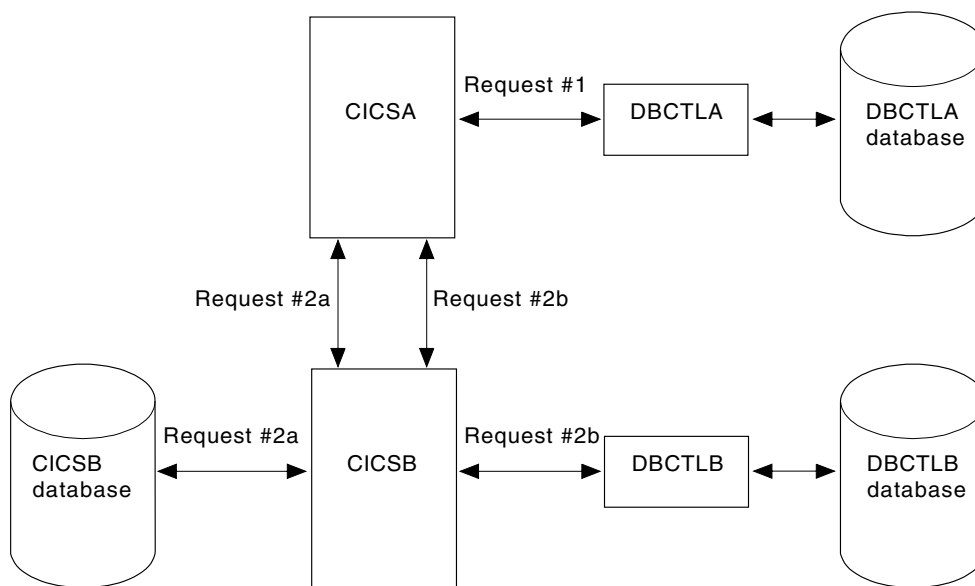 Request #1
CICSA
DBCTLA
DBCTLA
database
Request #2a
Request #2b
Request #2a
Request #2b
CICSB
database
CICSB
DBCTLB
DBCTLB
database